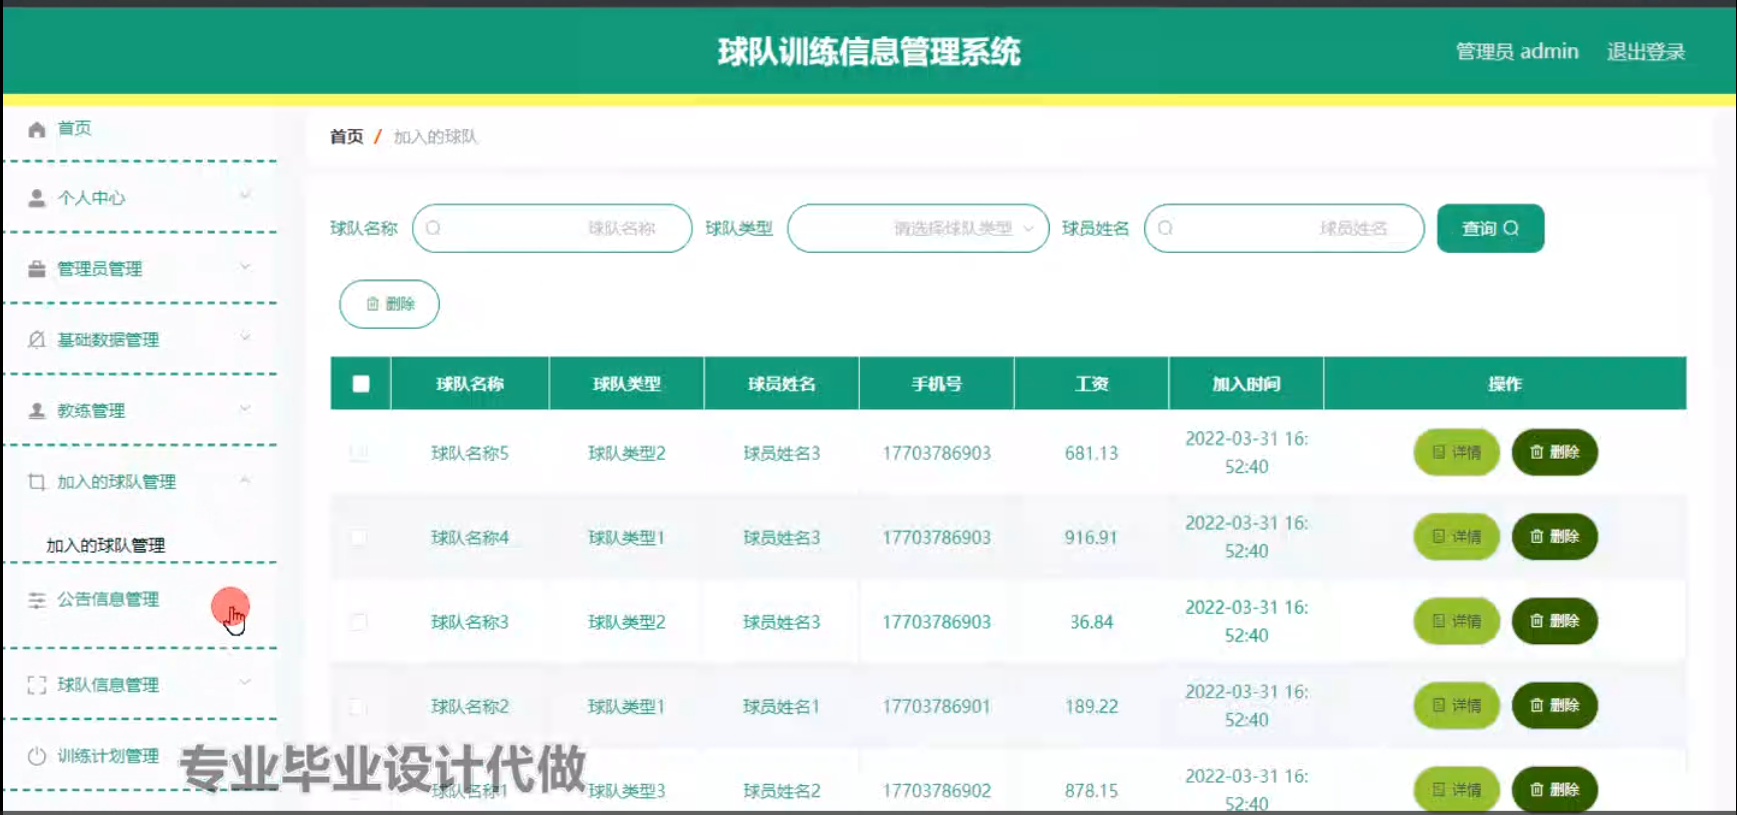 球队训练信息管理系统
管理员 admin 退出登录
首页
个人中心
管理员管理
基础数据管理
教练管理
加入的球队管理
加入的球队管理
公告信息管理
球队信息管理
训练计划管理
首页 / 加入的球队
球队名称 球队名称 球队类型 请选择球队类型 球员姓名 球员姓名 查询
删除
球队名称 球队类型 球员姓名 手机号 工资 加入时间 操作
球队名称5 球队类型2 球员姓名3 17703786903 681.13 2022-03-31 16:52:40 详情 删除
球队名称4 球队类型1 球员姓名3 17703786903 916.91 2022-03-31 16:52:40 详情 删除
球队名称3 球队类型2 球员姓名3 17703786903 36.84 2022-03-31 16:52:40 详情 删除
球队名称2 球队类型1 球员姓名1 17703786901 189.22 2022-03-31 16:52:40 详情 删除
球队名称1 球队类型3 球员姓名2 17703786902 878.15 2022-03-31 16:52:40 详情 删除
专业毕业设计代做